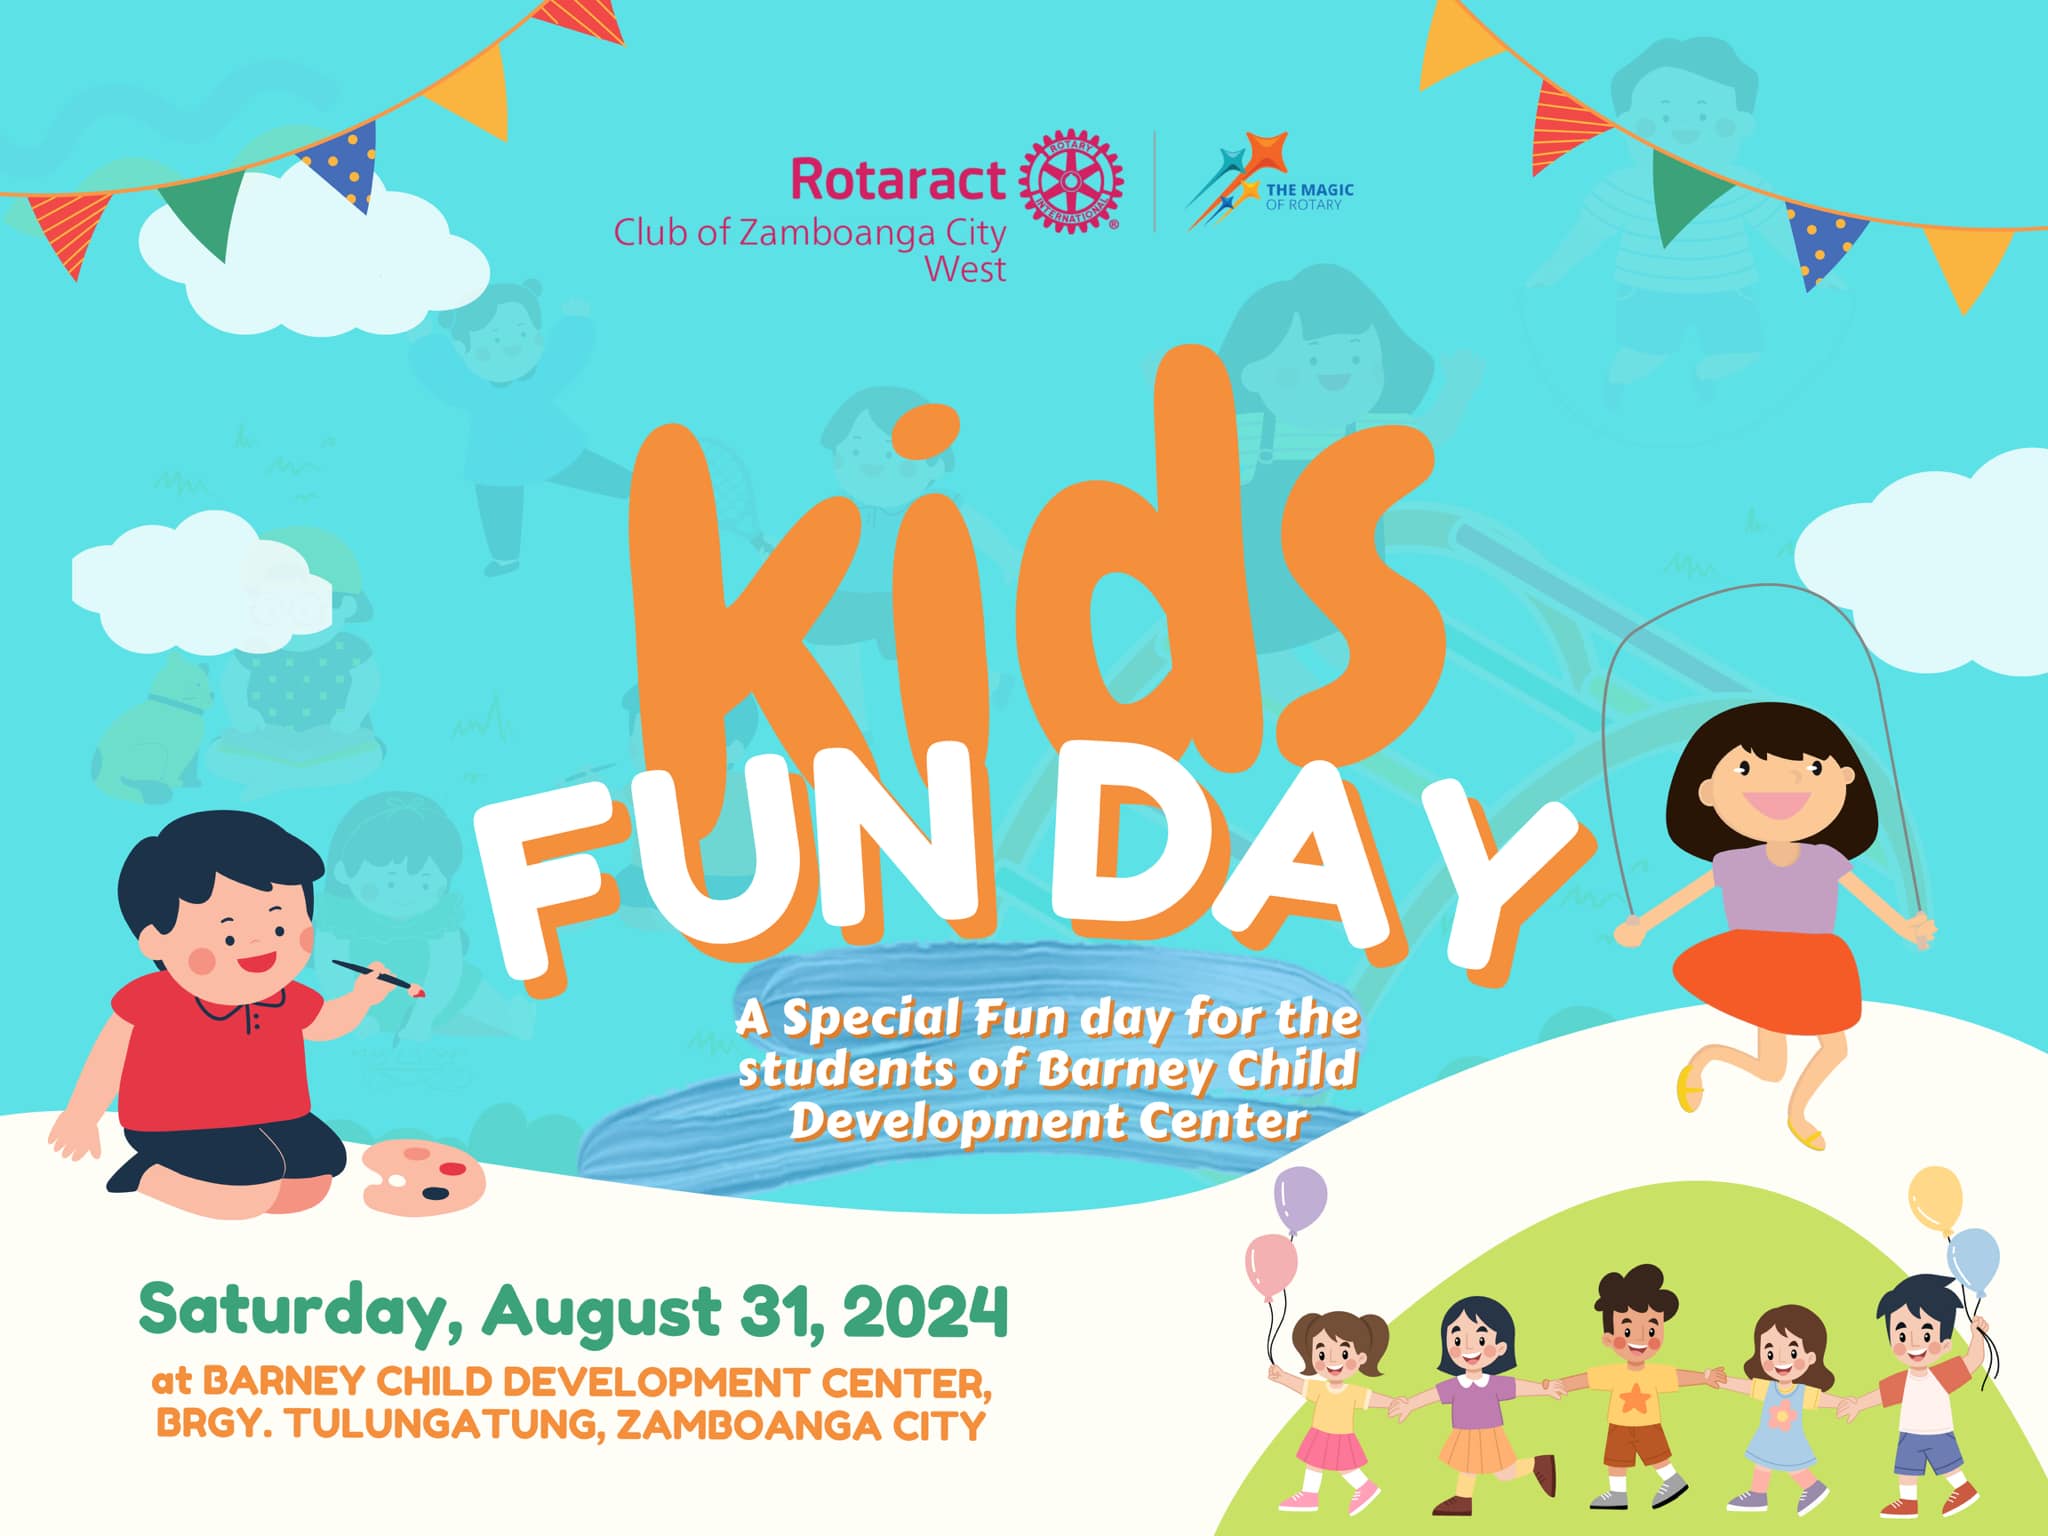 Rotaract
Club of Zamboanga City
West
ROTARY
INTERNATIONAL
®
THE MAGIC
OF ROTARY
kids
FUN DAY
A Special Fun day for the
students of Barney Child
Development Center
Saturday, August 31, 2024
at BARNEY CHILD DEVELOPMENT CENTER,
BRGY. TULUNGATUNG, ZAMBOANGA CITY